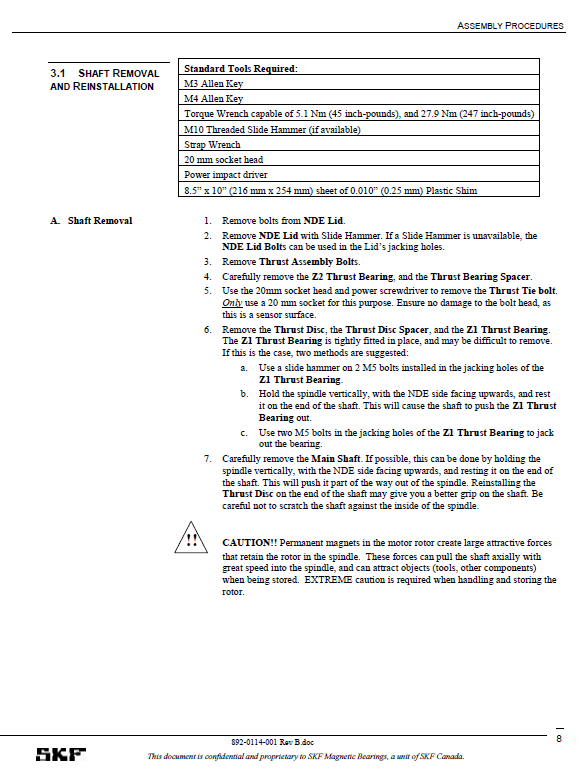 ASSEMBLY PROCEDURES
3.1 SHAFT REMOVAL
AND REINSTALLATION
Standard Tools Required:
M3 Allen Key
M4 Allen Key
Torque Wrench capable of 5.1 Nm (45 inch-pounds), and 27.9 Nm (247 inch-pounds)
M10 Threaded Slide Hammer (if available)
Strap Wrench
20 mm socket head
Power impact driver
8.5" x 10" (216 mm x 254 mm) sheet of 0.010" (0.25 mm) Plastic Shim
A. Shaft Removal
1. Remove bolts from NDE Lid.
2. Remove NDE Lid with Slide Hammer. If a Slide Hammer is unavailable, the
NDE Lid Bolts can be used in the Lid's jacking holes.
3. Remove Thrust Assembly Bolts.
4. Carefully remove the Z2 Thrust Bearing, and the Thrust Bearing Spacer.
5. Use the 20mm socket head and power screwdriver to remove the Thrust Tie bolt.
Only use a 20 mm socket for this purpose. Ensure no damage to the bolt head, as
this is a sensor surface.
6. Remove the Thrust Disc, the Thrust Disc Spacer, and the Z1 Thrust Bearing.
The Z1 Thrust Bearing is tightly fitted in place, and may be difficult to remove.
If this is the case, two methods are suggested:
a. Use a slide hammer on 2 M5 bolts installed in the jacking holes of the
Z1 Thrust Bearing.
b. Hold the spindle vertically, with the NDE side facing upwards, and rest
it on the end of the shaft. This will cause the shaft to push the Z1 Thrust
Bearing out.
c. Use two M5 bolts in the jacking holes of the Z1 Thrust Bearing to jack
out the bearing.
7. Carefully remove the Main Shaft. If possible, this can be done by holding the
spindle vertically, with the NDE side facing upwards, and resting it on the end of
the shaft. This will push it part of the way out of the spindle. Reinstalling the
Thrust Disc on the end of the shaft may give you a better grip on the shaft. Be
careful not to scratch the shaft against the inside of the spindle.
!!
CAUTION!! Permanent magnets in the motor rotor create large attractive forces
that retain the rotor in the spindle. These forces can pull the shaft axially with
great speed into the spindle, and can attract objects (tools, other components)
when being stored. EXTREME caution is required when handling and storing the
rotor.
8
892-0114-001 Rev B.doc
SKF
This document is confidential and proprietary to SKF Magnetic Bearings, a unit of SKF Canada.